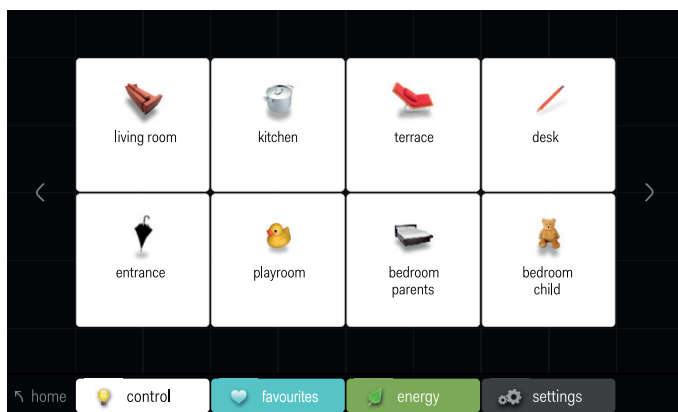 living room
kitchen
terrace
desk
entrance
playroom
bedroom
parents
bedroom
child
home
control
favourites
energy
settings